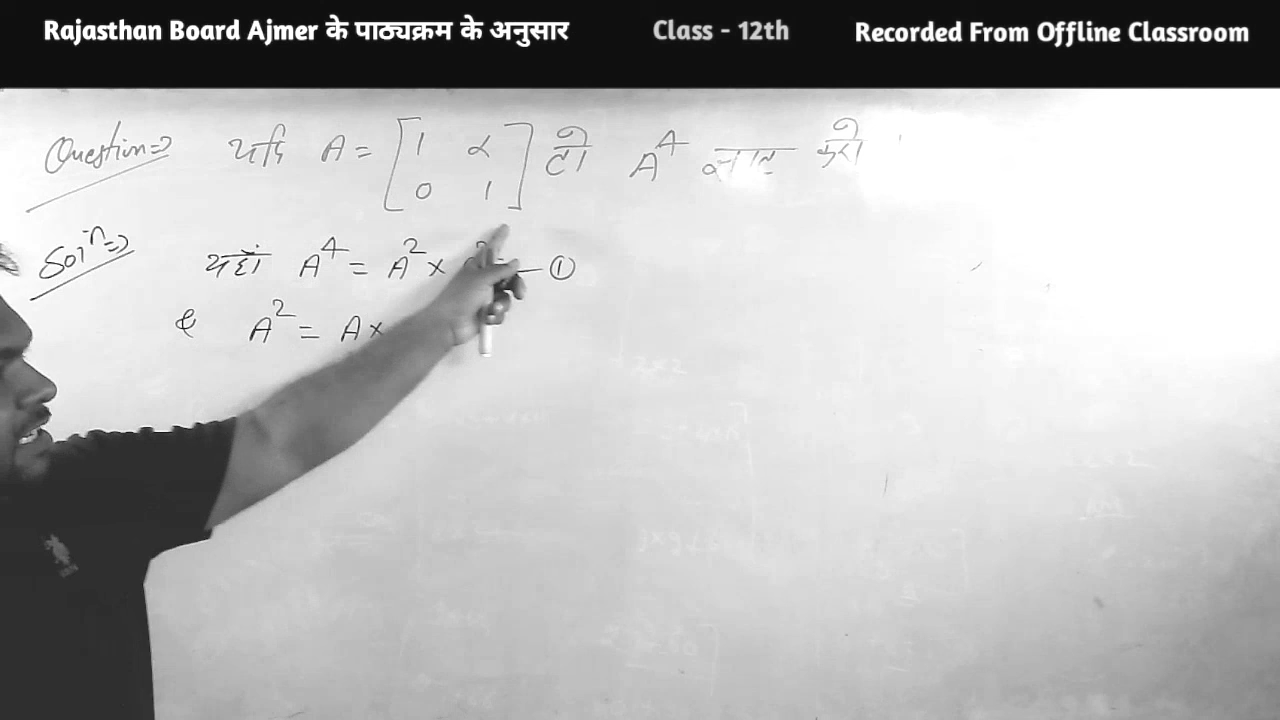 Rajasthan Board Ajmer के पाठ्यक्रम के अनुसार Class - 12th Recorded From Offline Classroom
Question⇒ यदि A = [1 α
0 1] तो A⁴ ज्ञात करो
Solⁿ⇒ यहाँ A⁴ = A² × — ①
& A² = A×